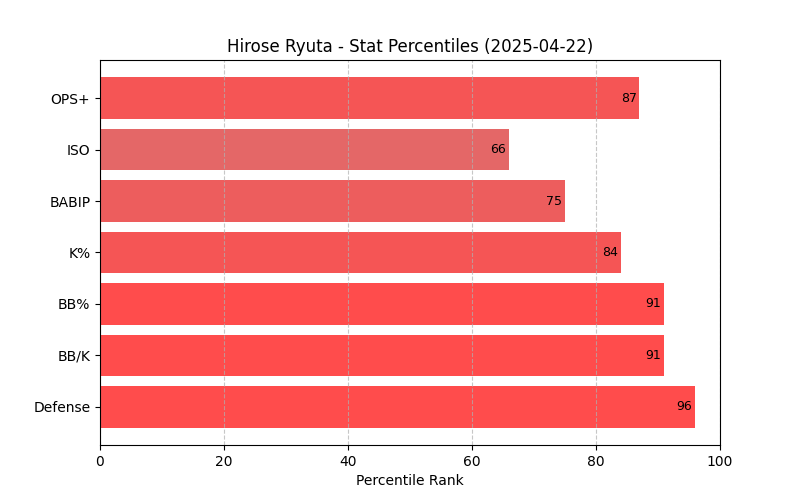 Hirose Ryuta - Stat Percentiles (2025-04-22)
OPS+ 87
ISO 66
BABIP 75
K% 84
BB% 91
BB/K 91
Defense 96
0 20 40 60 80 100
Percentile Rank